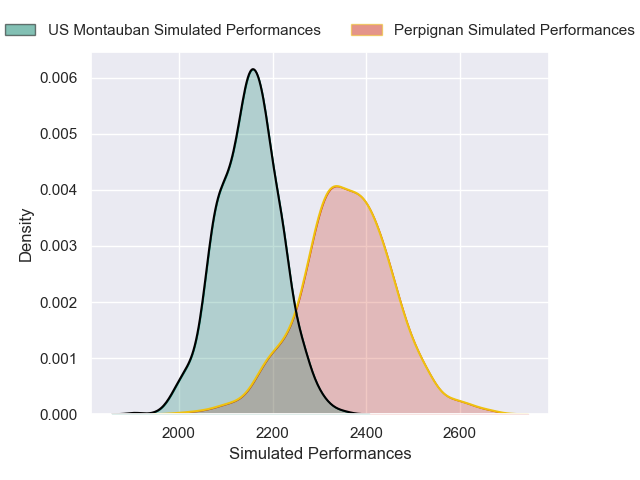 US Montauban Simulated Performances
Perpignan Simulated Performances
0.006
0.005
0.004
0.003
0.002
0.001
0.000
Density
2000
2200
2400
2600
Simulated Performances